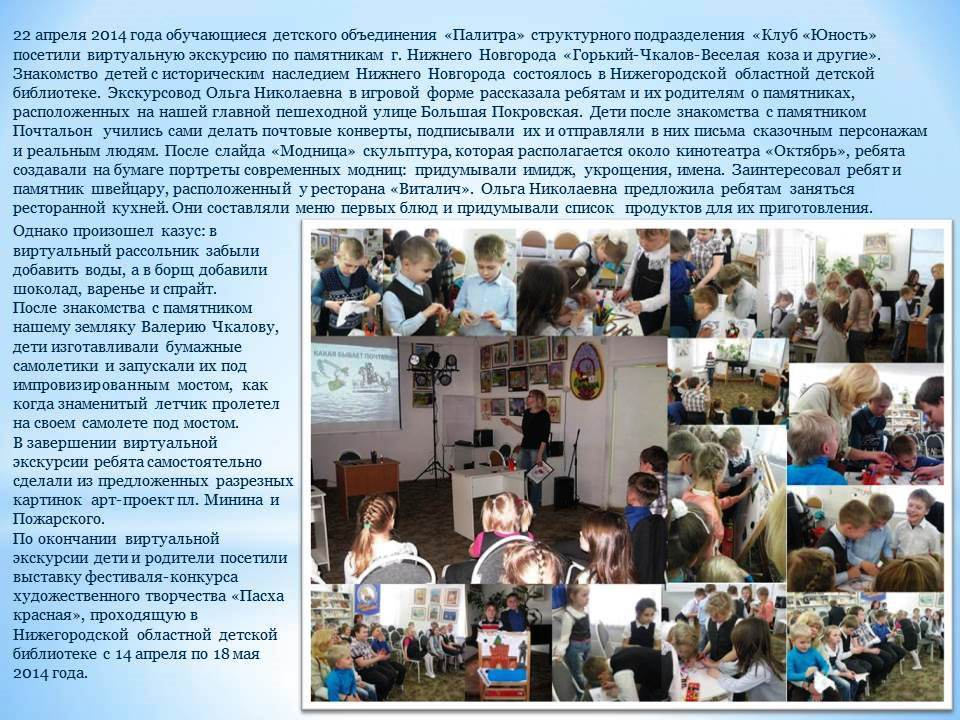 22 апреля 2014 года обучающиеся детского объединения «Палитра» структурного подразделения «Клуб «Юность»
посетили виртуальную экскурсию по памятникам г. Нижнего Новгорода «Горький-Чкалов-Веселая коза и другие».
Знакомство детей с историческим наследием Нижнего Новгорода состоялось в Нижегородской областной детской
библиотеке. Экскурсовод Ольга Николаевна в игровой форме рассказала ребятам и их родителям о памятниках,
расположенных на нашей главной пешеходной улице Большая Покровская. Дети после знакомства с памятником
Почтальон учились сами делать почтовые конверты, подписывали их и отправляли в них письма сказочным персонажам
и реальным людям. После слайда «Модница» скульптура, которая располагается около кинотеатра «Октябрь», ребята
создавали на бумаге портреты современных модниц: придумывали имидж, укрощения, имена. Заинтересовал ребят и
памятник швейцару, расположенный у ресторана «Виталич». Ольга Николаевна предложила ребятам заняться
ресторанной кухней. Они составляли меню первых блюд и придумывали список продуктов для их приготовления.
Однако произошел казус: в
виртуальный рассольник забыли
добавить воды, а в борщ добавили
шоколад, варенье и спрайт.
После знакомства с памятником
нашему земляку Валерию Чкалову,
дети изготавливали бумажные
самолетики и запускали их под
импровизированным мостом, как
когда знаменитый летчик пролетел
на своем самолете под мостом.
В завершении виртуальной
экскурсии ребята самостоятельно
сделали из предложенных разрезных
картинок арт-проект пл. Минина и
Пожарского.
По окончании виртуальной
экскурсии дети и родители посетили
выставку фестиваля-конкурса
художественного творчества «Пасха
красная», проходящую в
Нижегородской областной детской
библиотеке с 14 апреля по 18 мая
2014 года.
КАКАЯ БЫВАЕТ ПОЧТА